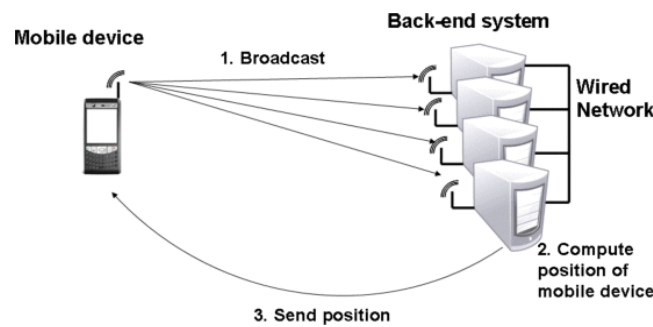 Mobile device
Back-end system
1. Broadcast
Wired
Network
2. Compute
position of
mobile device
3. Send position